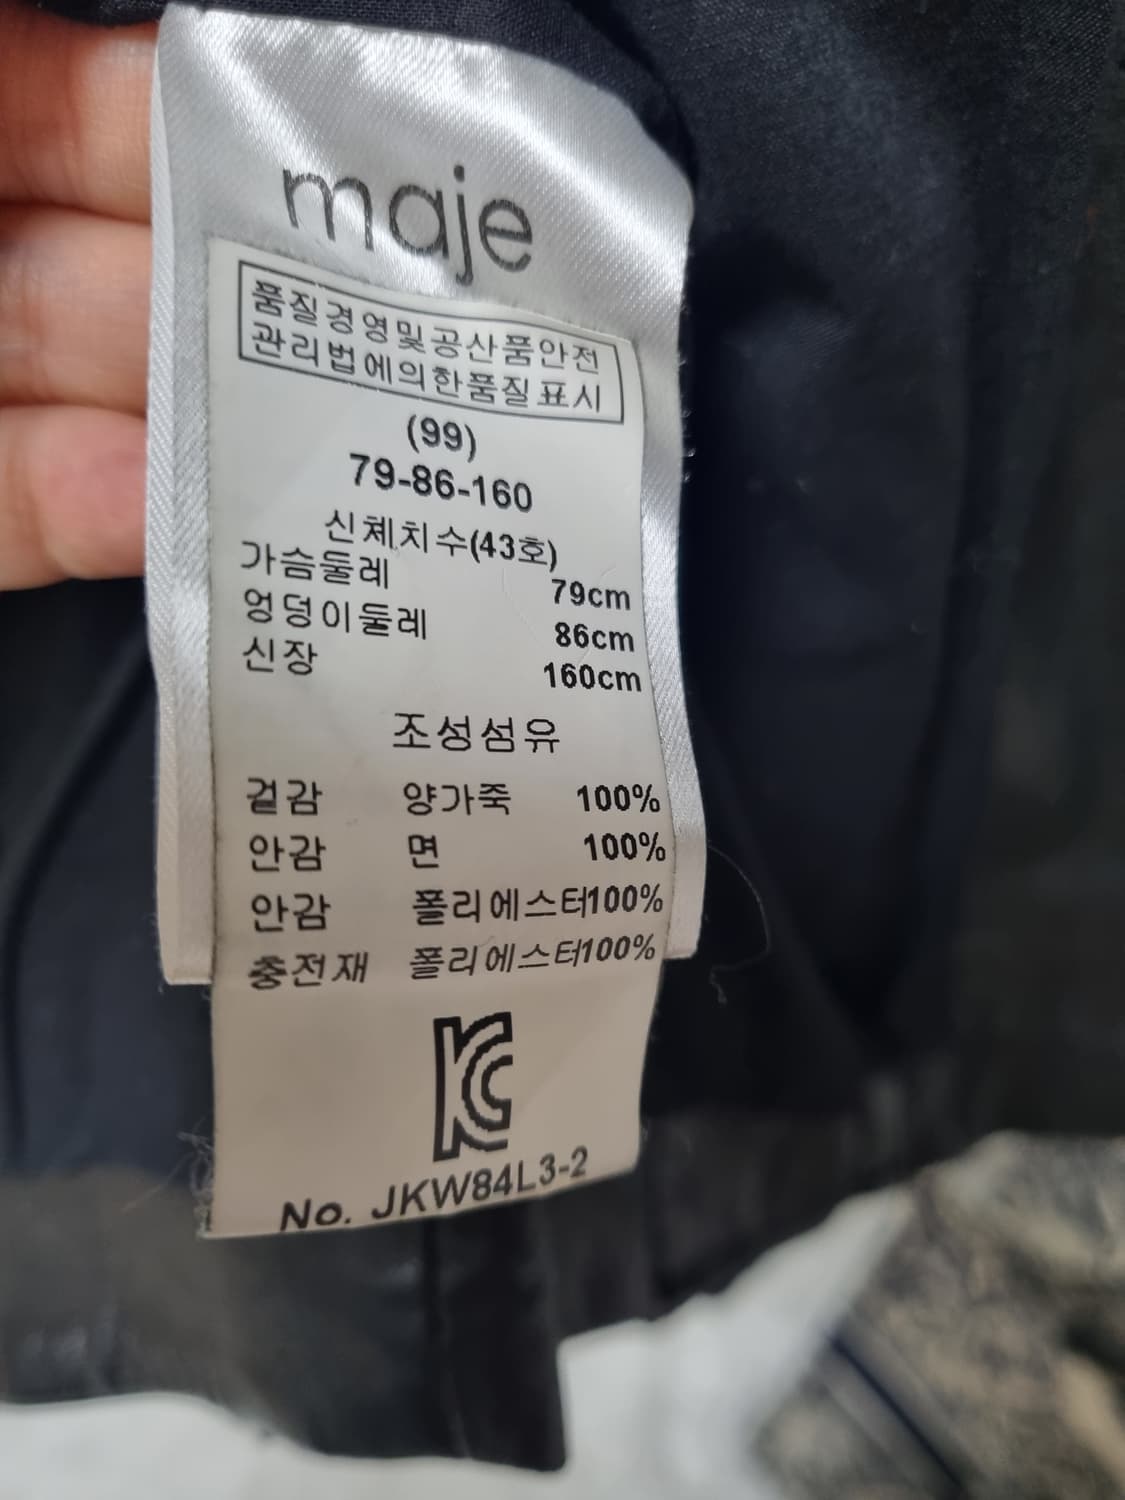 maje
품질경영및공산품안전
관리법에의한품질표시
(99)
79-86-160
신체치수(43호)
가슴둘레 79cm
엉덩이둘레 86cm
신장 160cm
조성섬유
겉감 양가죽 100%
안감 면 100%
안감 폴리에스터100%
충전재 폴리에스터100%
KC
No. JKW84L3-2